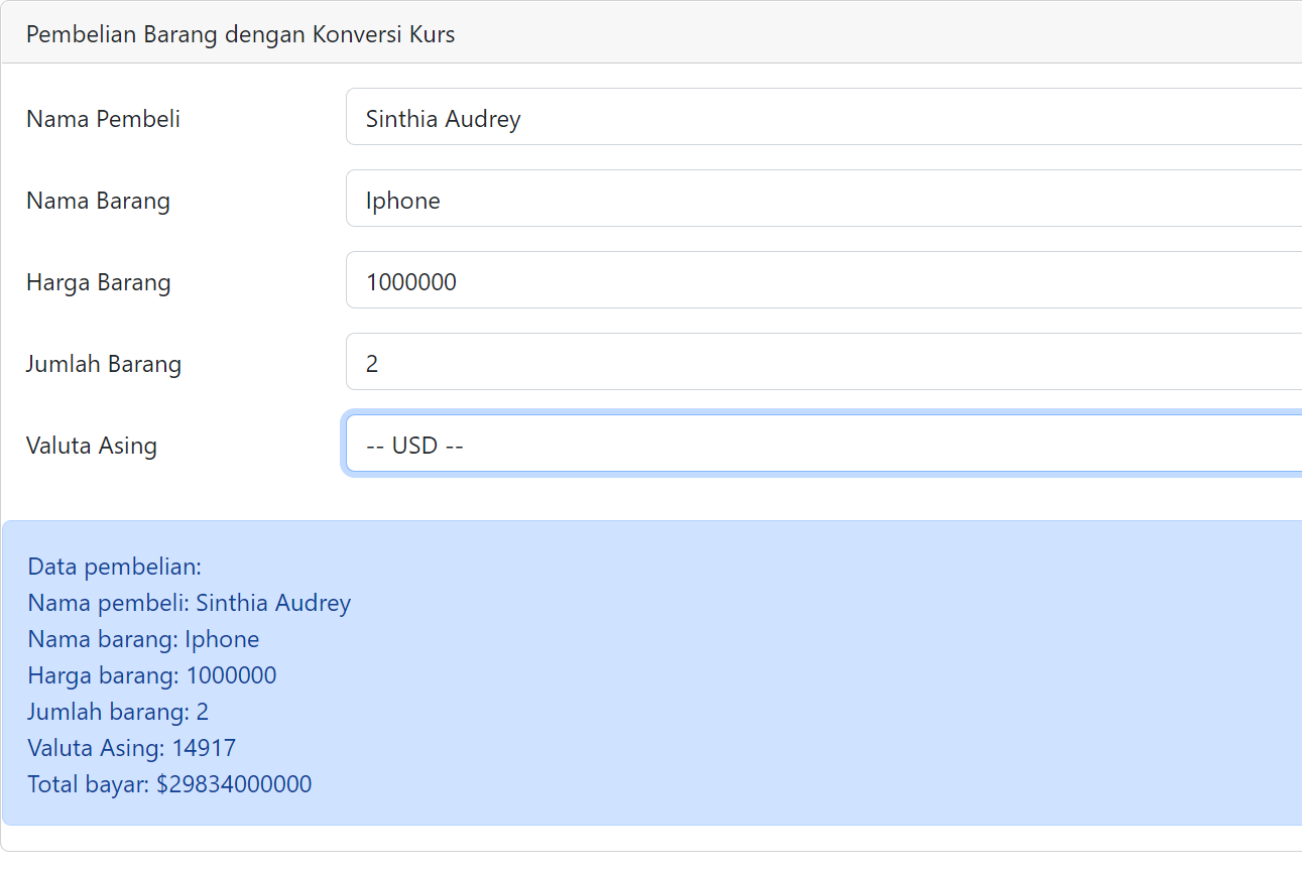 Pembelian Barang dengan Konversi Kurs
Nama Pembeli Sinthia Audrey
Nama Barang Iphone
Harga Barang 1000000
Jumlah Barang 2
Valuta Asing -- USD --
Data pembelian:
Nama pembeli: Sinthia Audrey
Nama barang: Iphone
Harga barang: 1000000
Jumlah barang: 2
Valuta Asing: 14917
Total bayar: $29834000000